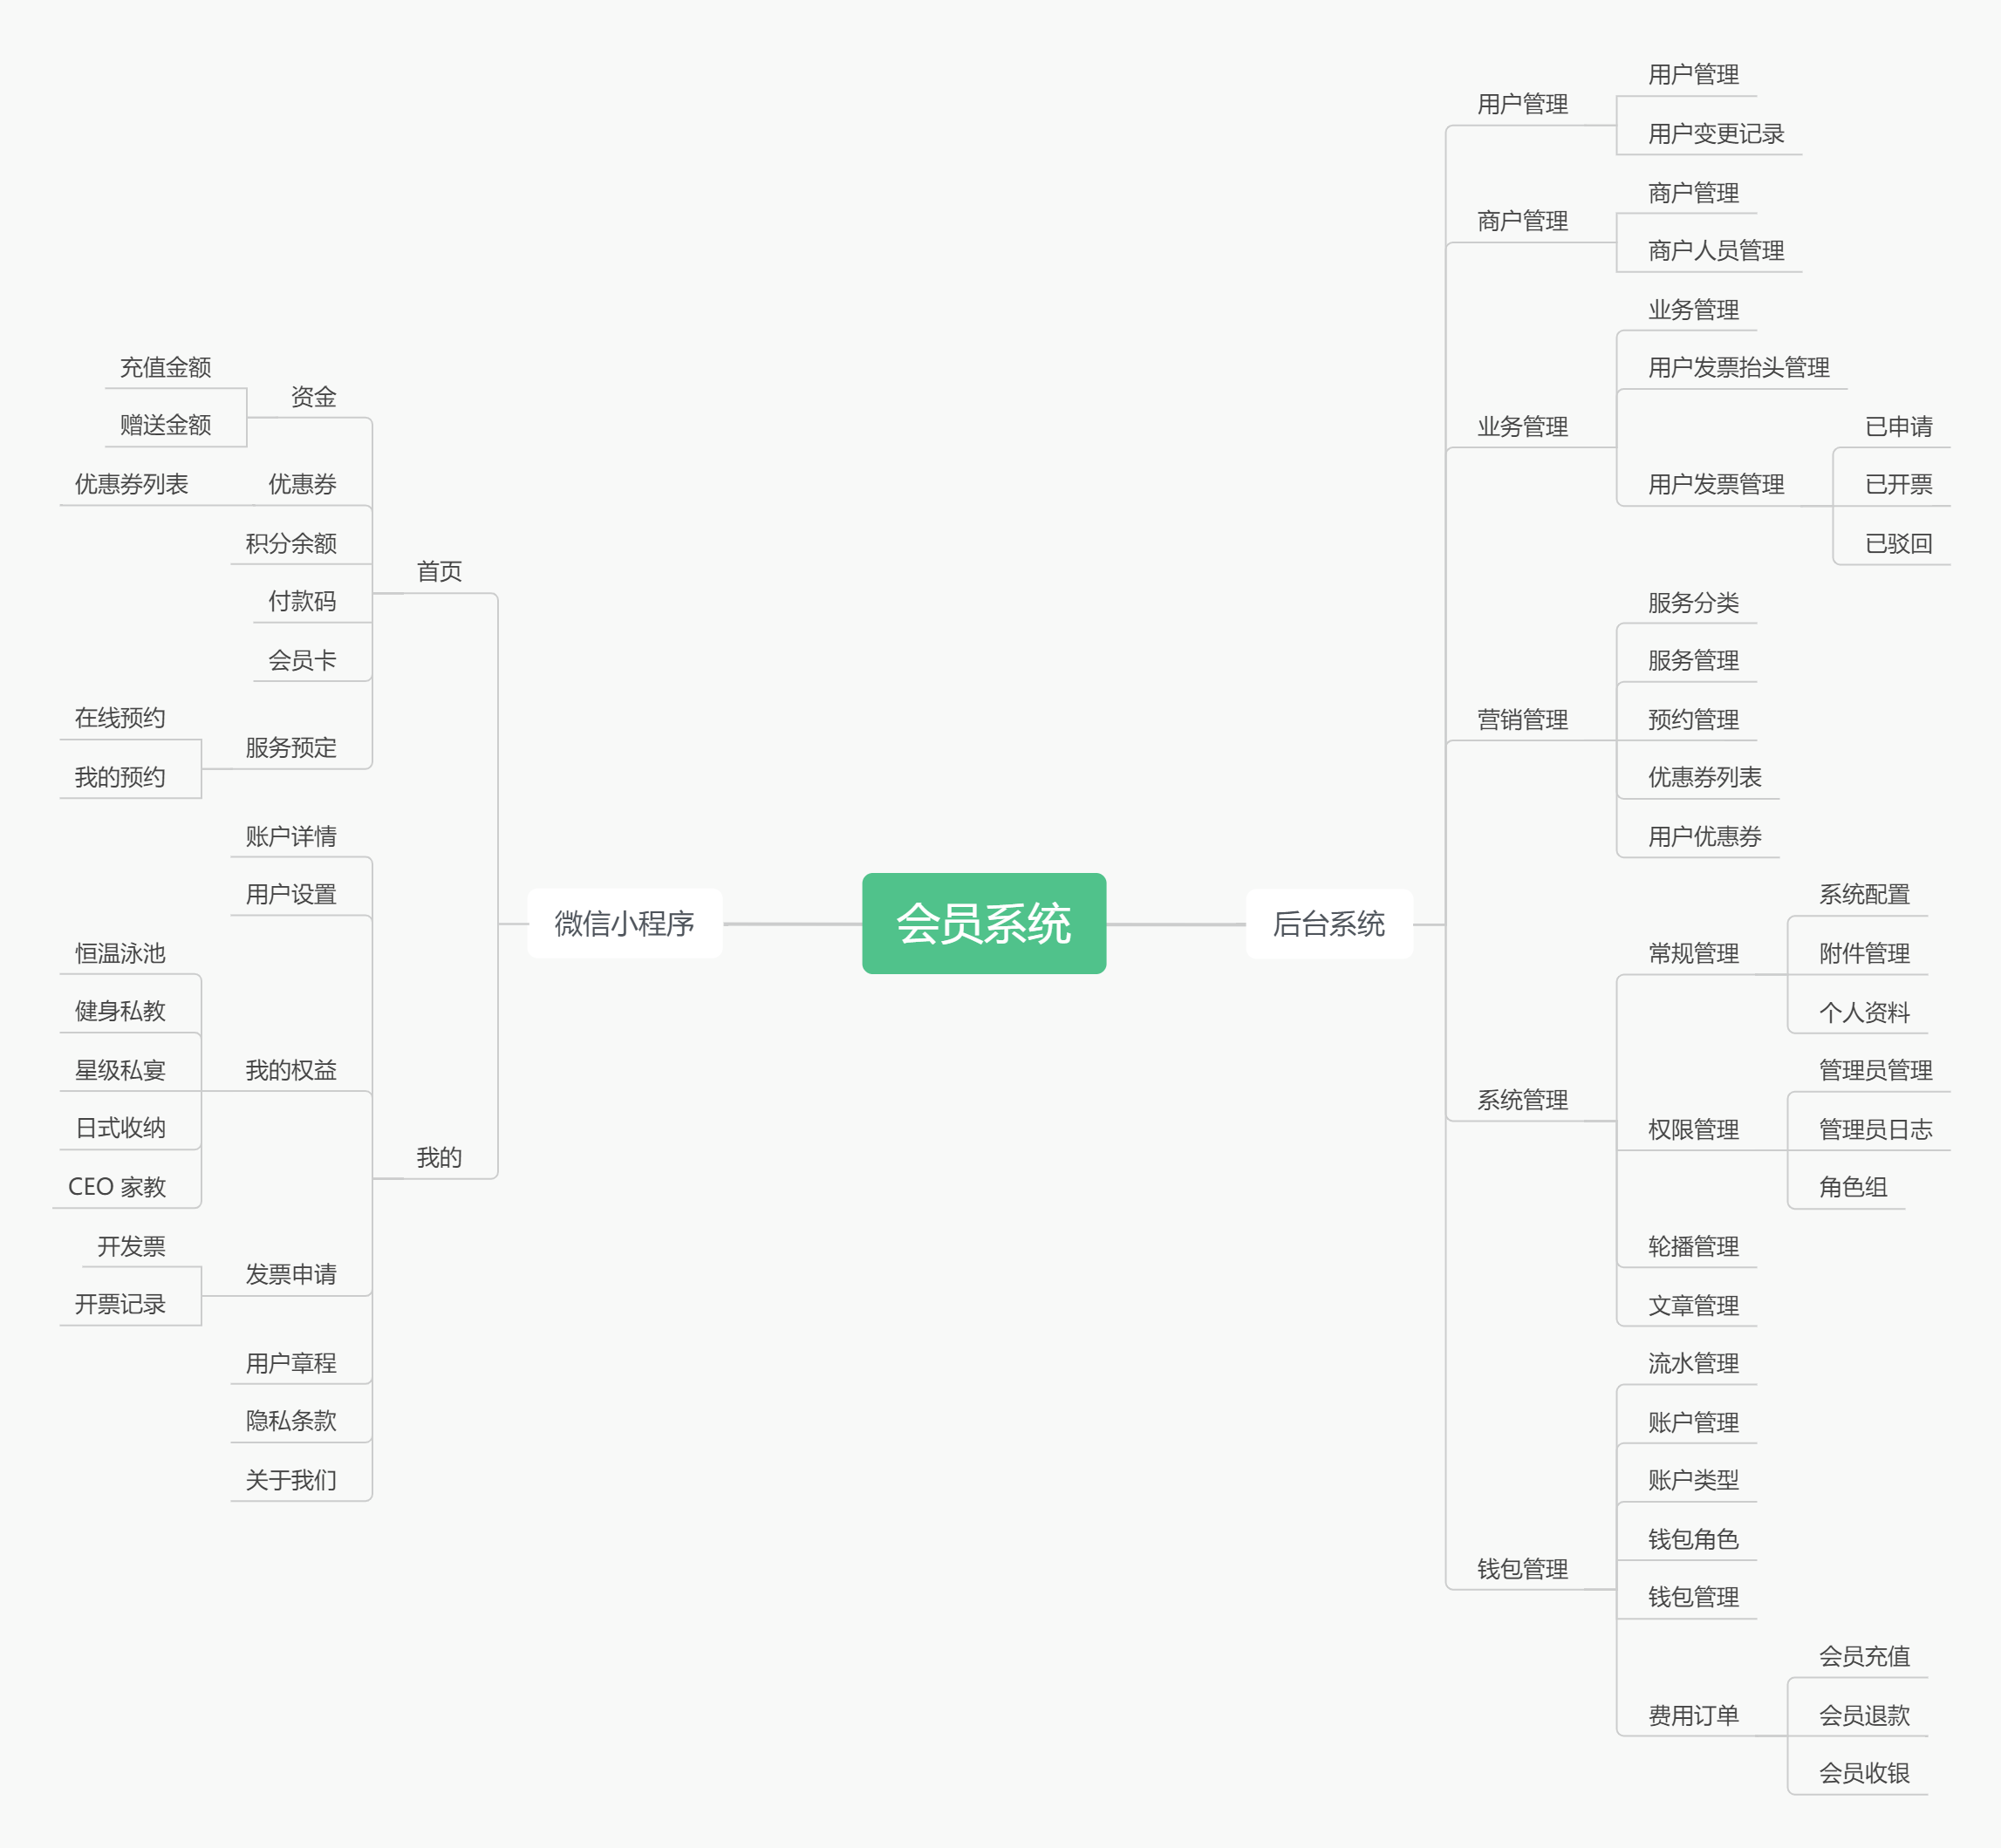 会员系统
微信小程序
首页
资金
充值金额
赠送金额
优惠券
优惠券列表
积分余额
付款码
会员卡
服务预定
在线预约
我的预约
我的
账户详情
用户设置
我的权益
恒温泳池
健身私教
星级私宴
日式收纳
CEO 家教
发票申请
开发票
开票记录
用户章程
隐私条款
关于我们
后台系统
用户管理
用户管理
用户变更记录
商户管理
商户管理
商户人员管理
业务管理
业务管理
用户发票抬头管理
用户发票管理
已申请
已开票
已驳回
营销管理
服务分类
服务管理
预约管理
优惠券列表
用户优惠券
系统管理
常规管理
系统配置
附件管理
个人资料
权限管理
管理员管理
管理员日志
角色组
轮播管理
文章管理
钱包管理
流水管理
账户管理
账户类型
钱包角色
钱包管理
费用订单
会员充值
会员退款
会员收银